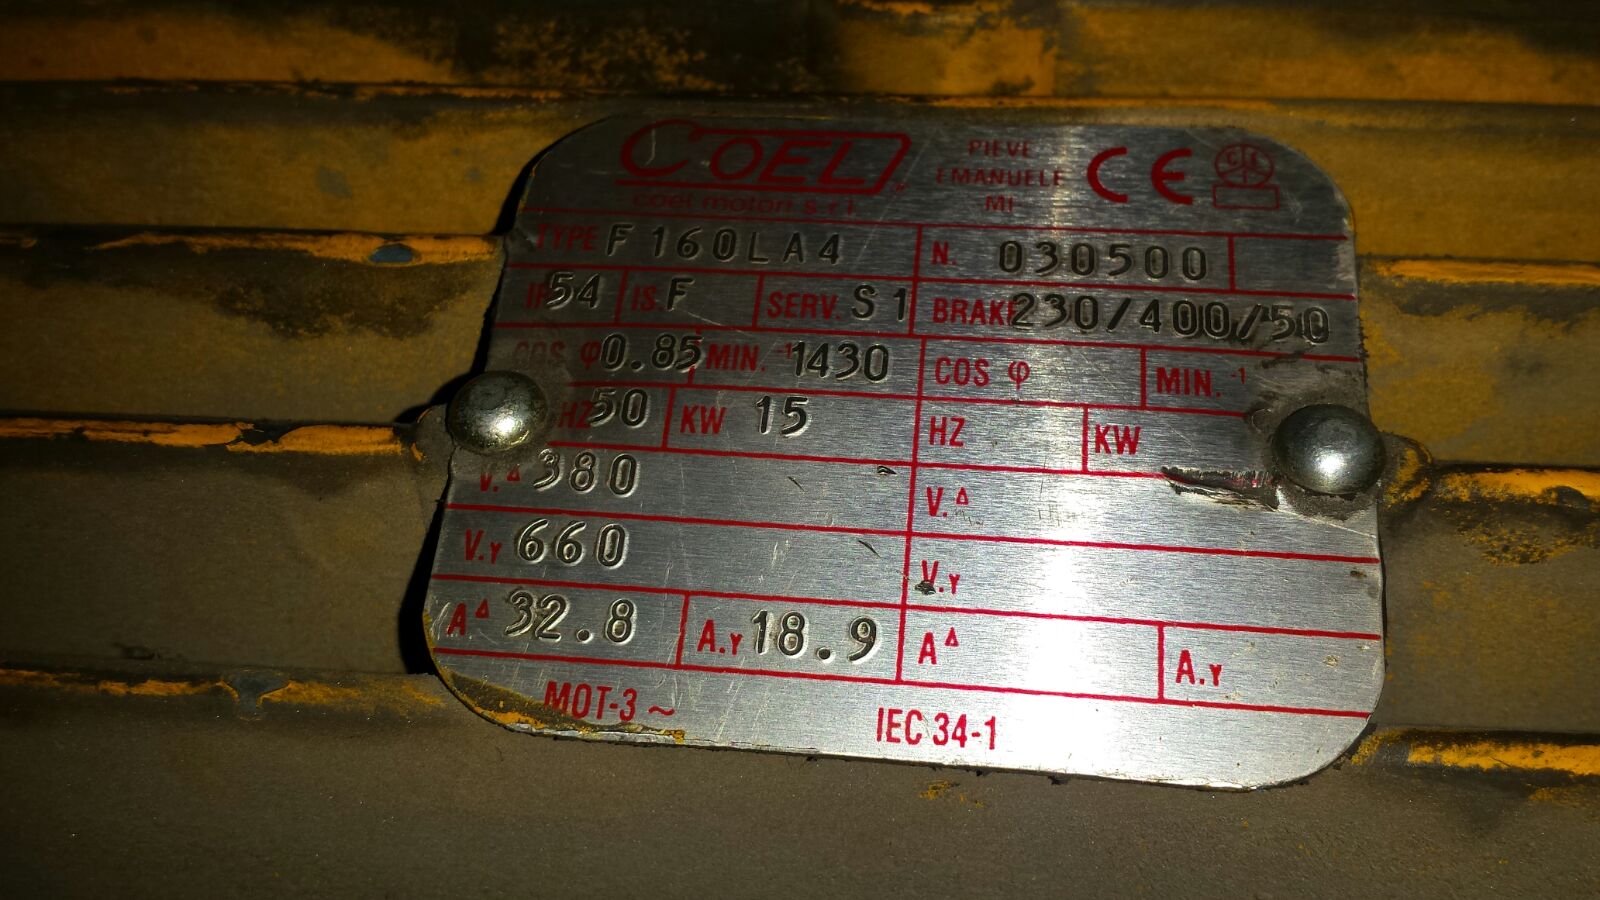 COEL
coel motori s.r.l.
PIEVE
EMANUELE
MI
CE
TYPE F 160LA4 N. 030500
IP54 IS. F SERV. S1 BRAKE 230/400/50
COS φ 0.85 MIN.-1 1430 COS φ MIN.-1
HZ 50 KW 15 HZ KW
V.Δ 380 V.Δ
V.Y 660 V.Y
AΔ 32.8 A.Y 18.9 AΔ A.Y
MOT-3~ IEC 34-1